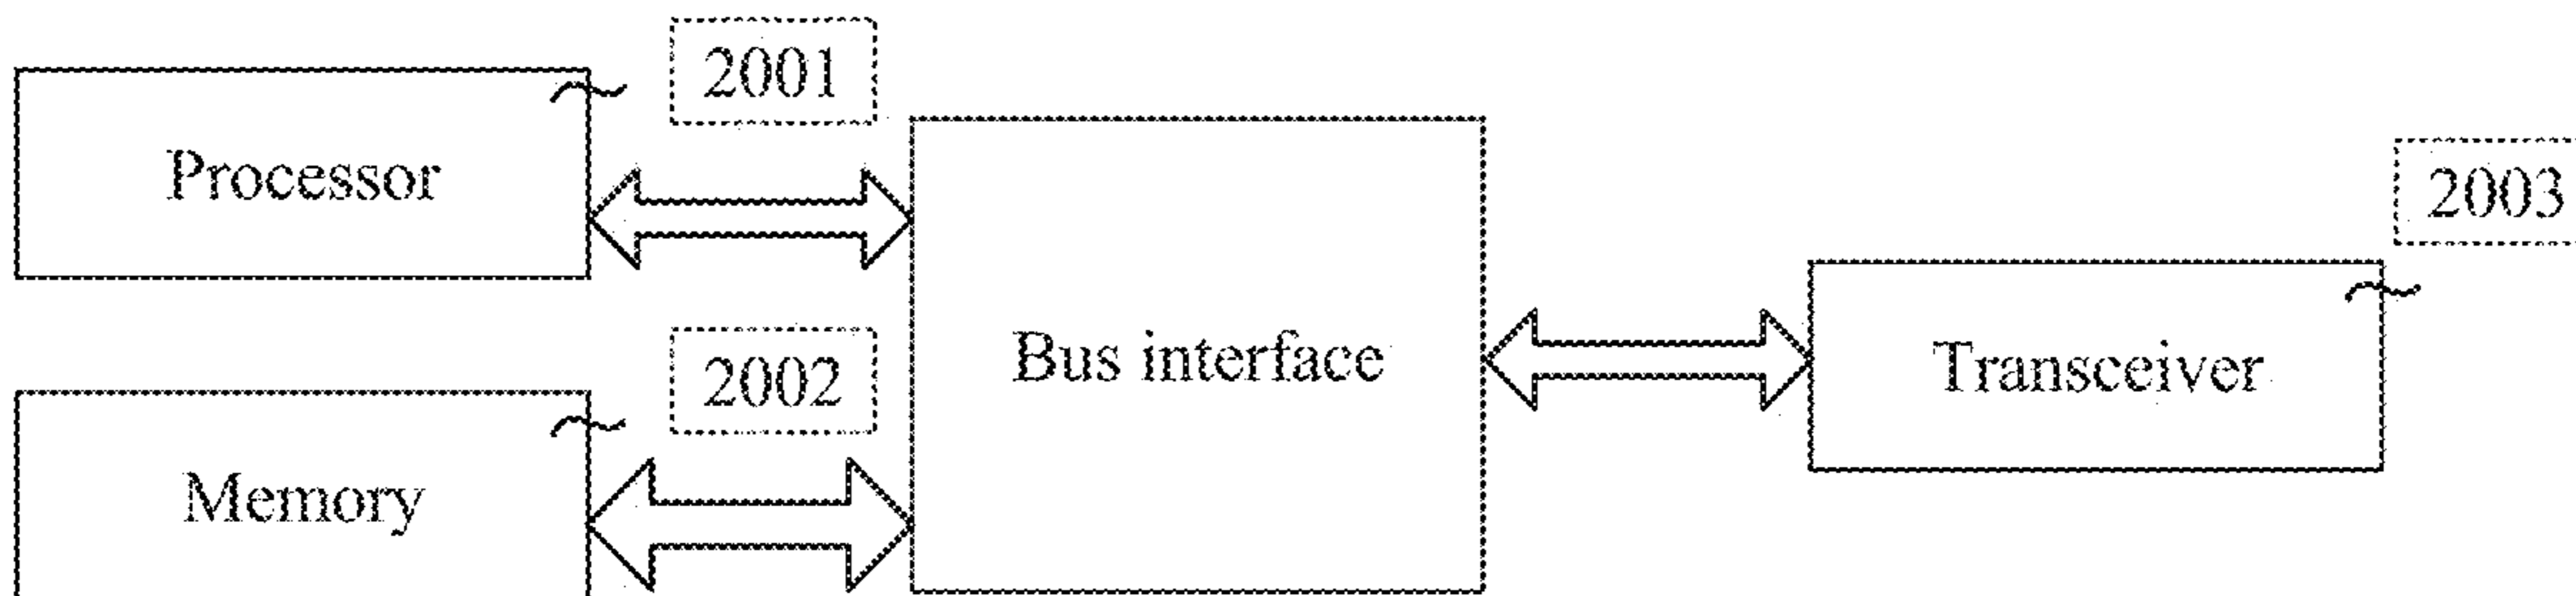 2001
Processor
2003
Bus interface
2002
Transceiver
Memory